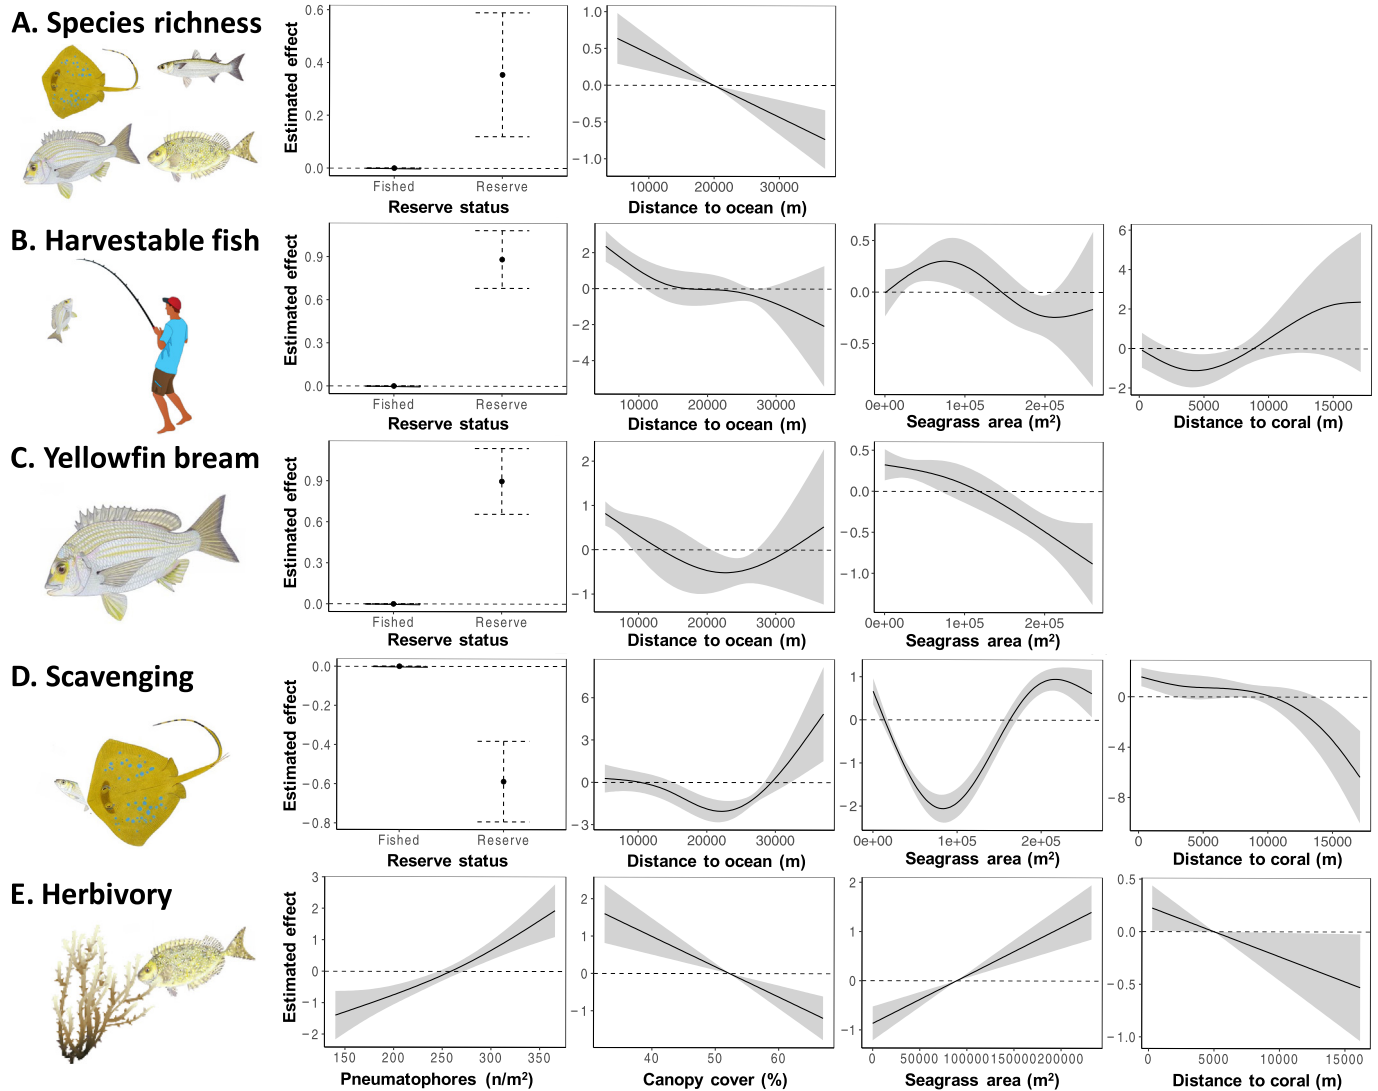 A. Species richness
Estimated effect
0.6
0.4
0.2
0.0
Fished
Reserve
Reserve status
1.0
0.5
0.0
−0.5
−1.0
10000
20000
30000
Distance to ocean (m)
B. Harvestable fish
Estimated effect
0.9
0.6
0.3
0.0
Fished
Reserve
Reserve status
2
0
−2
−4
10000
20000
30000
Distance to ocean (m)
0.5
0.0
−0.5
0e+00
1e+05
2e+05
Seagrass area (m²)
6
4
2
0
−2
0
5000
10000
15000
Distance to coral (m)
C. Yellowfin bream
Estimated effect
0.9
0.6
0.3
0.0
Fished
Reserve
Reserve status
2
1
0
−1
10000
20000
30000
Distance to ocean (m)
0.5
0.0
−0.5
−1.0
0e+00
1e+05
2e+05
Seagrass area (m²)
D. Scavenging
Estimated effect
0.0
−0.2
−0.4
−0.6
−0.8
Fished
Reserve
Reserve status
6
3
0
−3
10000
20000
30000
Distance to ocean (m)
1
0
−1
−2
0e+00
1e+05
2e+05
Seagrass area (m²)
0
−4
−8
0
5000
10000
15000
Distance to coral (m)
E. Herbivory
Estimated effect
3
2
1
0
−1
−2
150
200
250
300
350
Pneumatophores (n/m²)
2
1
0
−1
40
50
60
Canopy cover (%)
2
1
0
−1
0
50000
100000
150000
200000
Seagrass area (m²)
0.5
0.0
−0.5
−1.0
0
5000
10000
15000
Distance to coral (m)